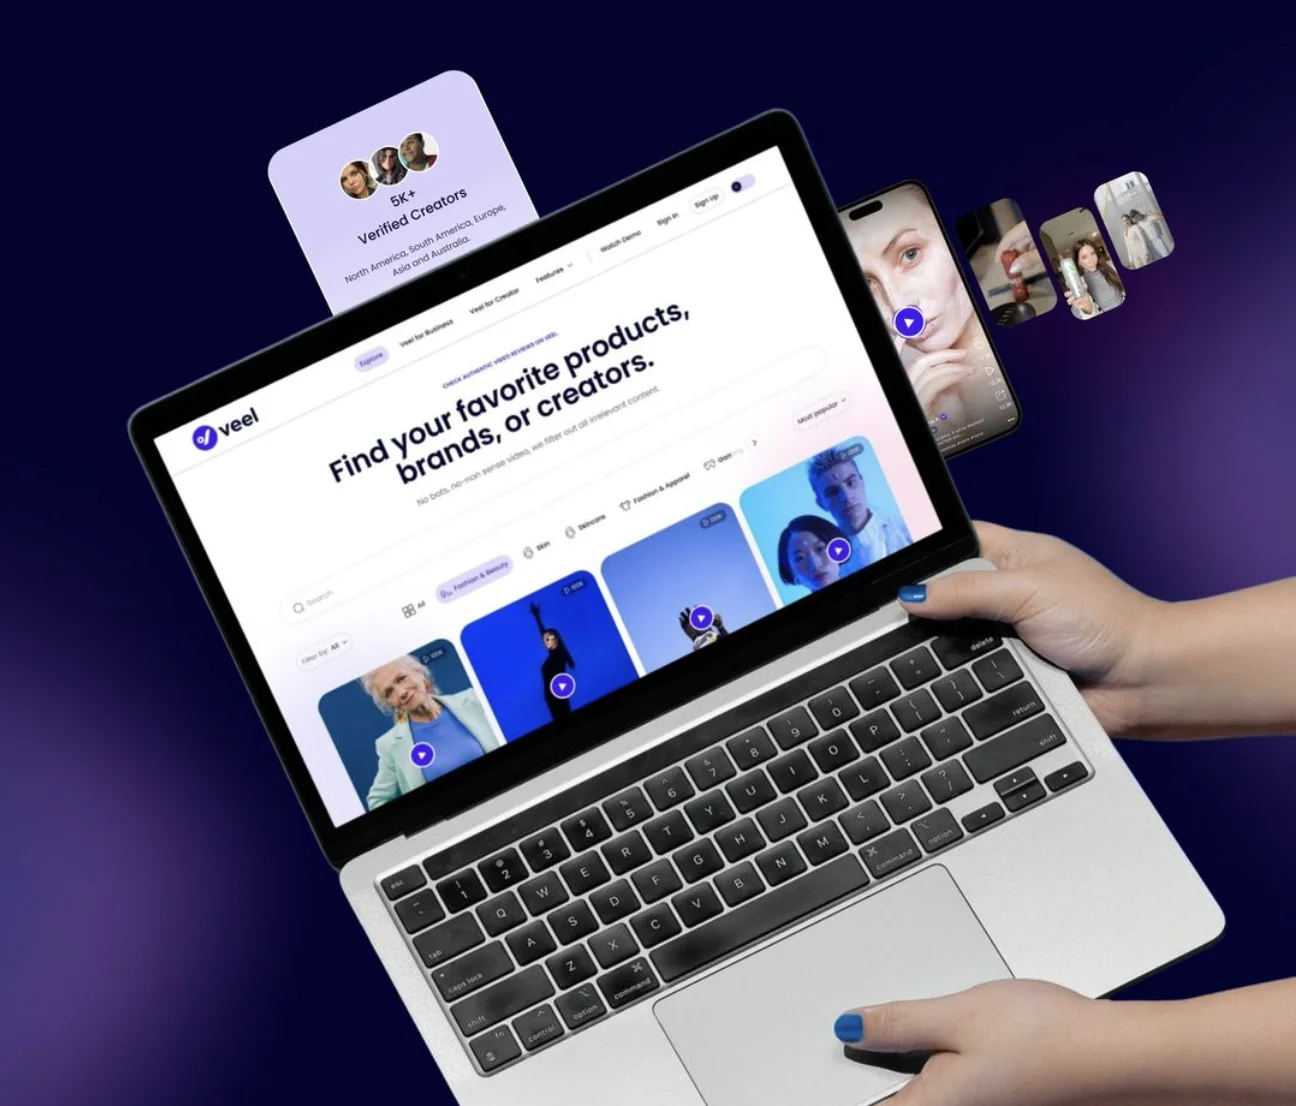 5K+
Verified Creators
North America, South America, Europe,
Asia and Australia.
veel
Explore
Veel for Business
Veel for Creator
Features
Watch Demo
Sign In
Sign Up
CHECK AUTHENTIC VIDEO REVIEWS ON VEEL
Find your favorite products,
brands, or creators.
No bots, no-non sense video, we filter out all irrelevant content.
Search
Filter by: All
Most popular
All
Fashion & Beauty
Skin
Skincare
Fashion & Apparel
esc
delete
~
! 1
@ 2
# 3
$ 4
% 5
^ 6
& 7
* 8
( 9
) 0
_ -
+ =
tab
Q W E R T Y U I O P { [ } ] | \
caps lock
A S D F G H J K L : ; " '
return
shift
Z X C V B N M < , > . ? /
shift
fn
control
option
⌘ command
⌘ command
option